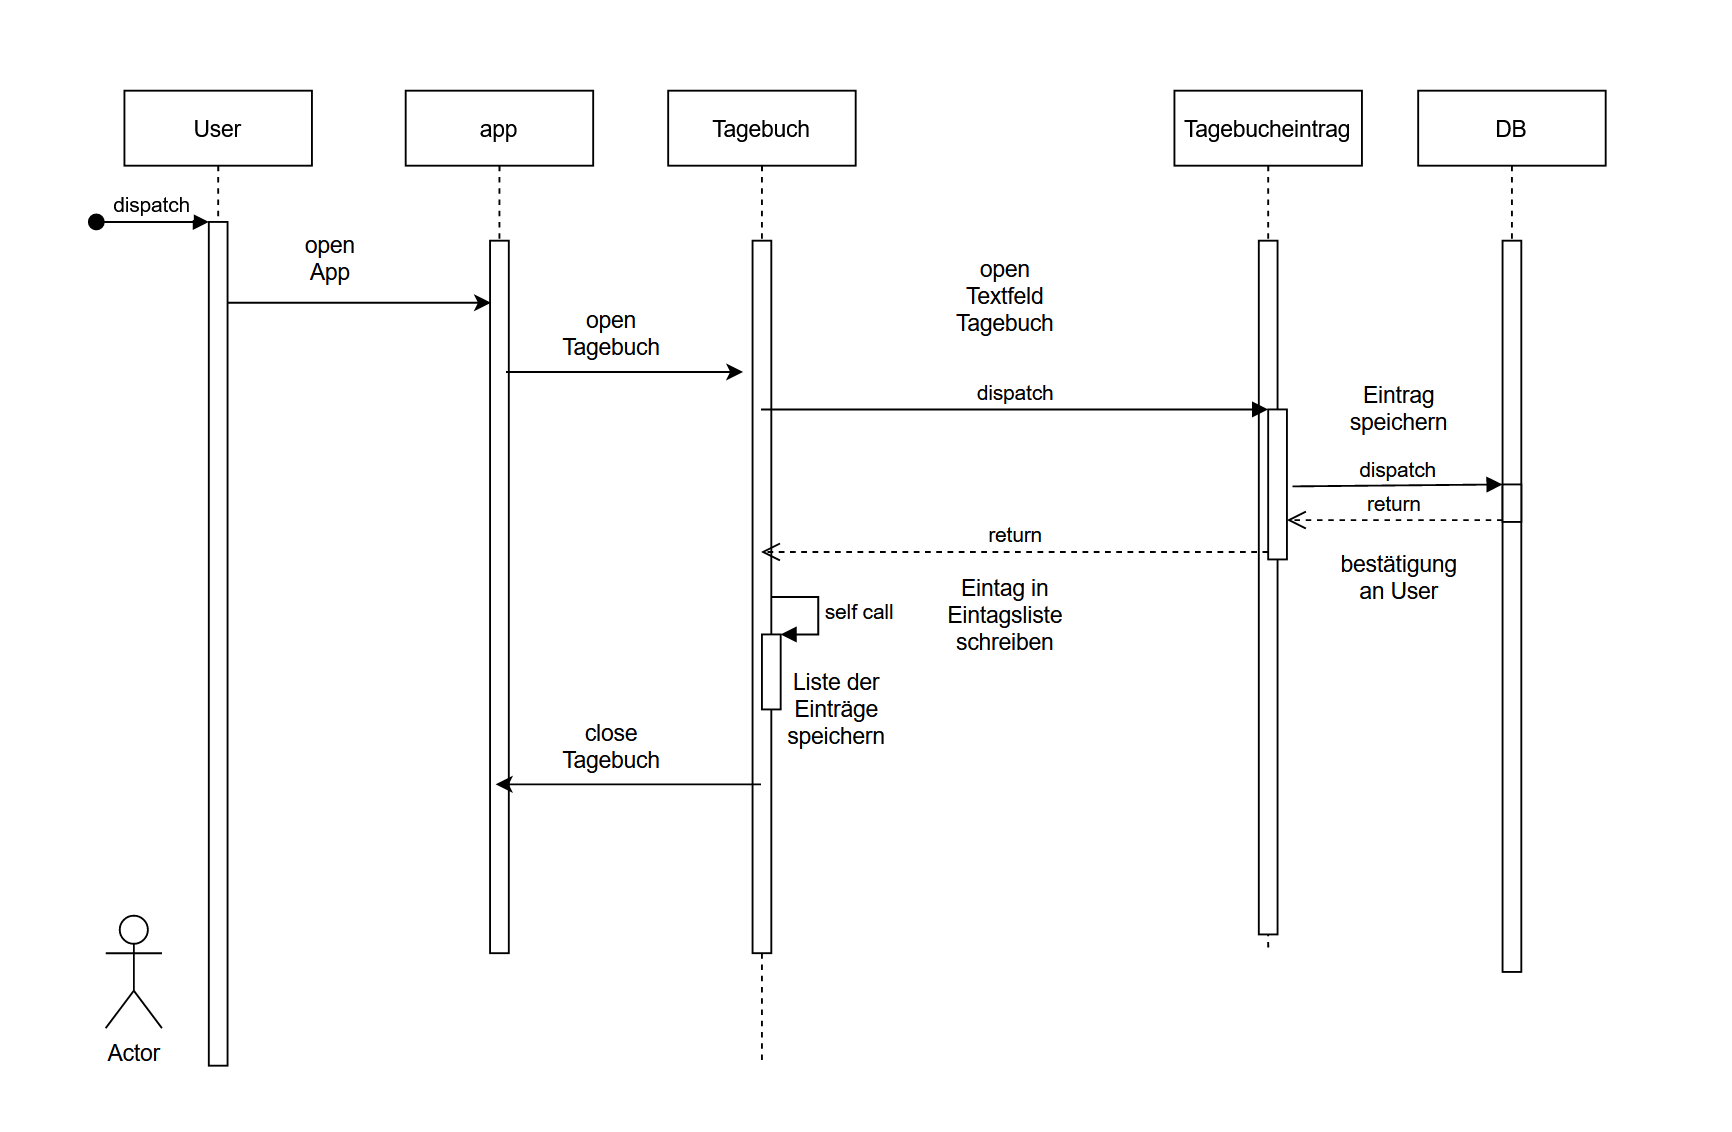 User
app
Tagebuch
Tagebucheintrag
DB
dispatch
open
App
open
Tagebuch
open
Textfeld
Tagebuch
dispatch
Eintrag
speichern
dispatch
return
return
bestätigung
an User
Eintag in
Eintagsliste
schreiben
self call
Liste der
Einträge
speichern
close
Tagebuch
Actor